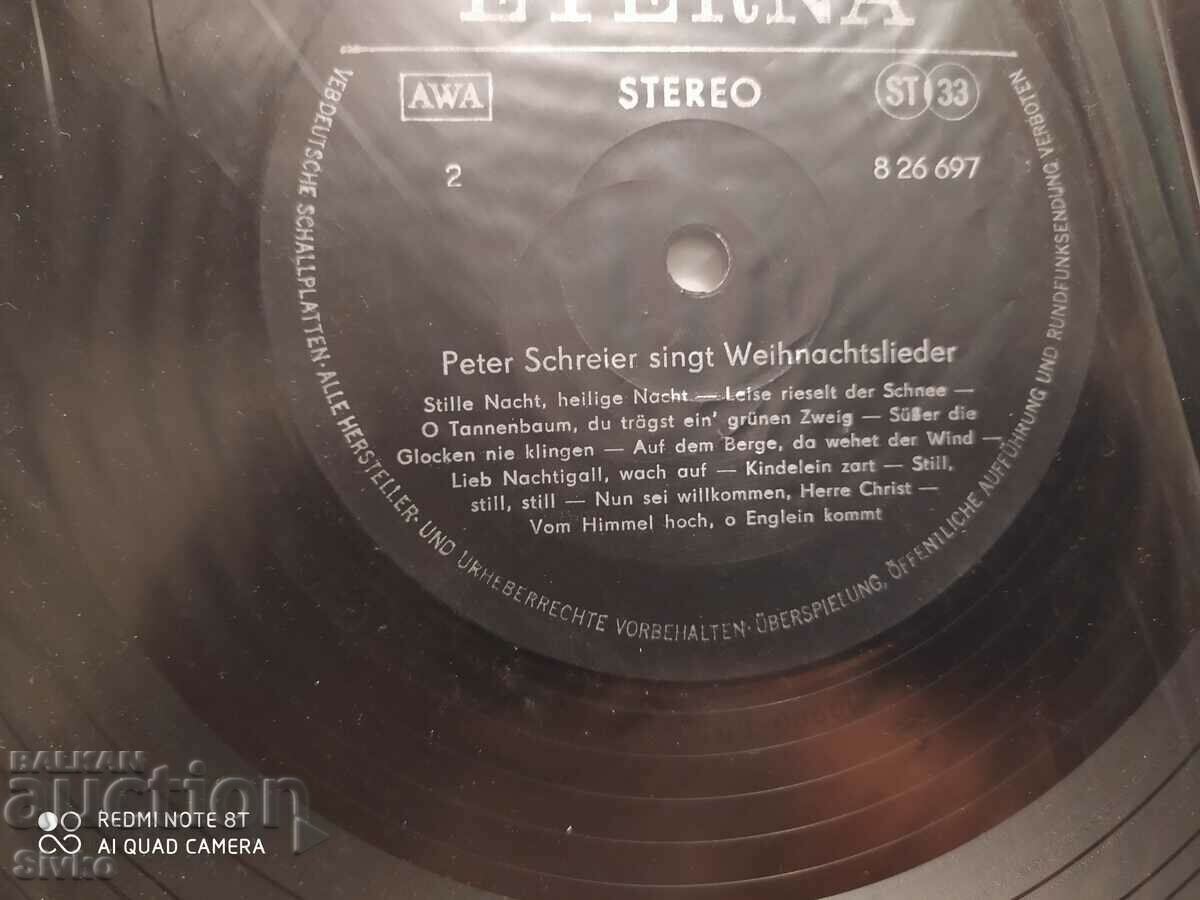 ETERNA
AWA
STEREO
ST 33
2
8 26 697
Peter Schreier singt Weihnachtslieder
Stille Nacht, heilige Nacht — Leise rieselt der Schnee —
O Tannenbaum, du trägst ein' grünen Zweig — Süßer die
Glocken nie klingen — Auf dem Berge, da wehet der Wind —
Lieb Nachtigall, wach auf — Kindelein zart — Still,
still, still — Nun sei willkommen, Herre Christ —
Vom Himmel hoch, o Englein kommt
VEB DEUTSCHE SCHALLPLATTEN · ALLE HERSTELLER- UND URHEBERRECHTE VORBEHALTEN · ÜBERSPIELUNG, ÖFFENTLICHE AUFFÜHRUNG UND RUNDFUNKSENDUNG VERBOTEN
BALKAN
auction
REDMI NOTE 8T
AI QUAD CAMERA
Sivko